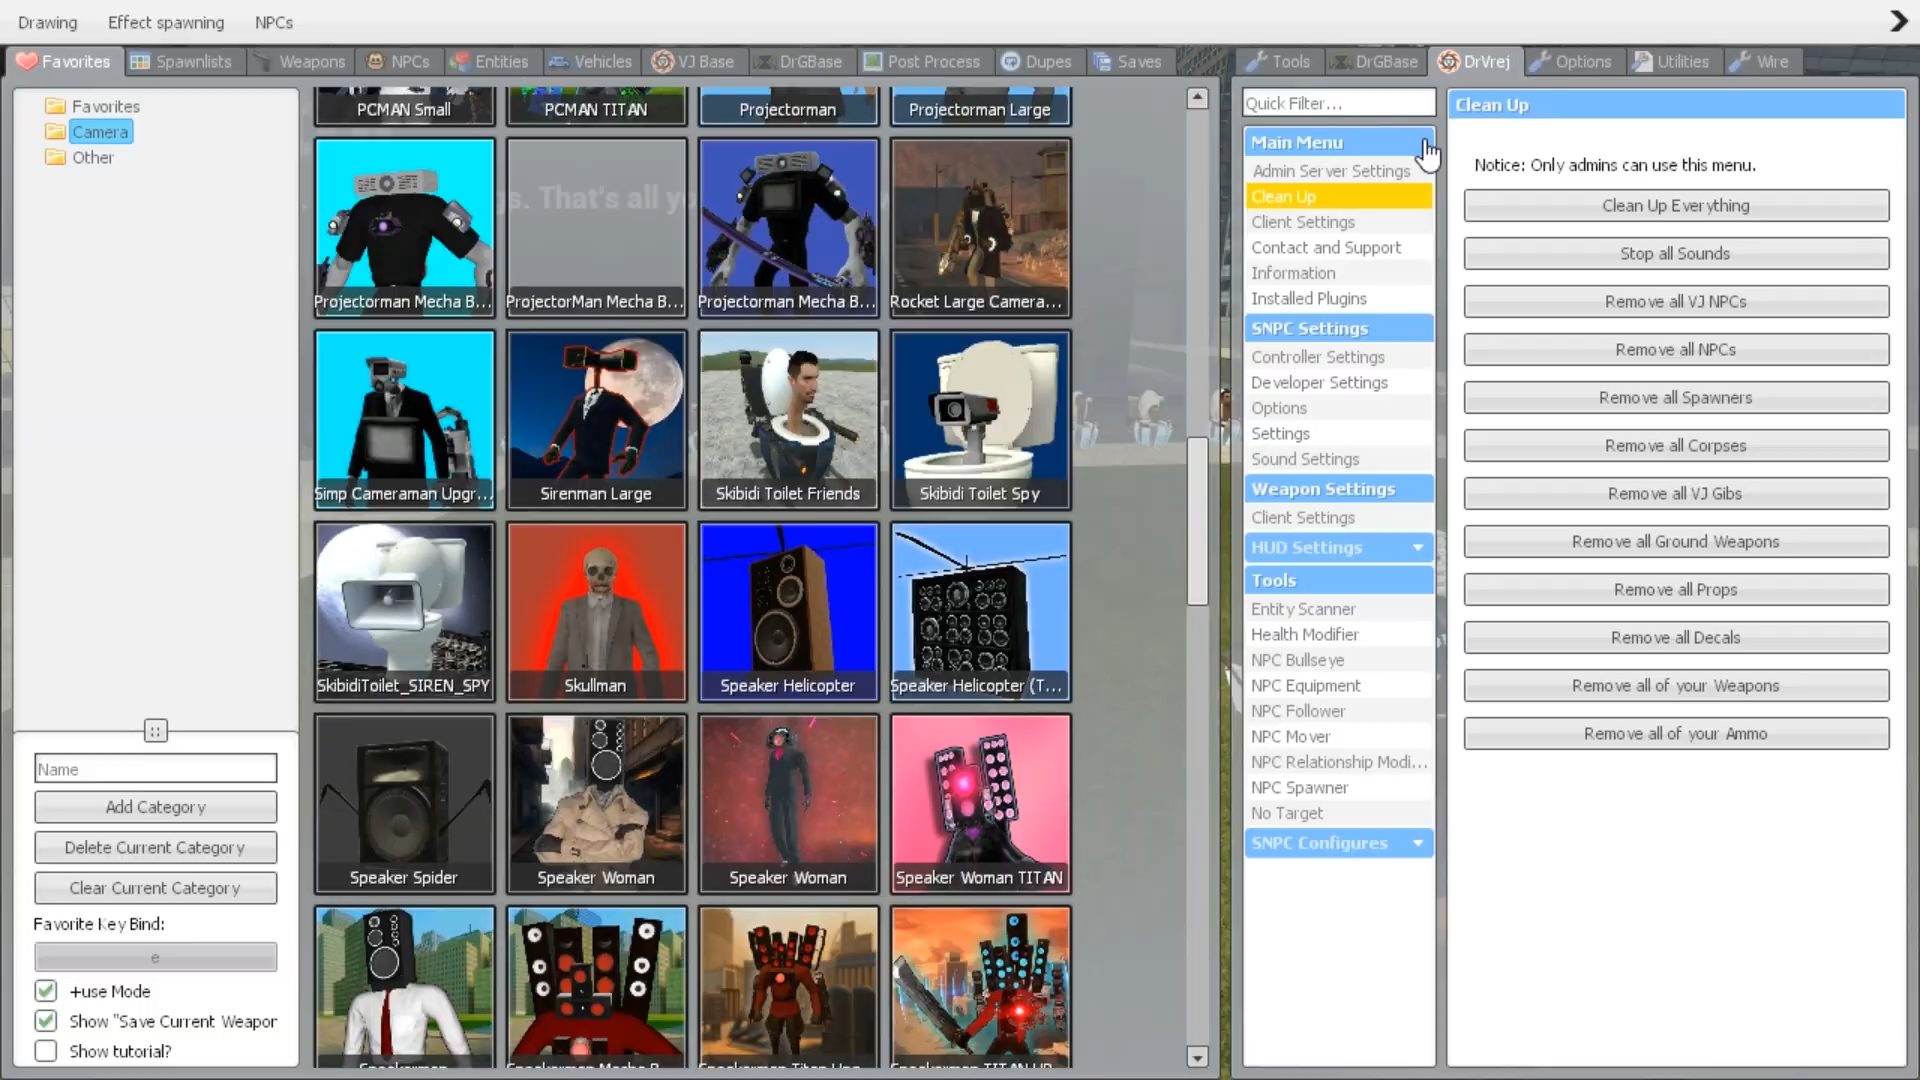 Drawing Effect spawning NPCs
Favorites Spawnlists Weapons NPCs Entities Vehicles VJ Base DrGBase Post Process Dupes Saves
Tools DrGBase DrVrej Options Utilities Wire
Favorites
Camera
Other
Name
Add Category
Delete Current Category
Clear Current Category
Favorite Key Bind:
e
+use Mode
Show "Save Current Weapor
Show tutorial?
PCMAN Small PCMAN TITAN Projectorman Projectorman Large
gs. That's all yo
Projectorman Mecha B... ProjectorMan Mecha B... Projectorman Mecha B... Rocket Large Camera...
Simp Cameraman Upgr... Sirenman Large Skibidi Toilet Friends Skibidi Toilet Spy
SkibidiToilet_SIREN_SPY Skullman Speaker Helicopter Speaker Helicopter (T...
Speaker Spider Speaker Woman Speaker Woman Speaker Woman TITAN
Quick Filter...
Main Menu
Admin Server Settings
Clean Up
Client Settings
Contact and Support
Information
Installed Plugins
SNPC Settings
Controller Settings
Developer Settings
Options
Settings
Sound Settings
Weapon Settings
Client Settings
HUD Settings
Tools
Entity Scanner
Health Modifier
NPC Bullseye
NPC Equipment
NPC Follower
NPC Mover
NPC Relationship Modi...
NPC Spawner
No Target
SNPC Configures
Clean Up
Notice: Only admins can use this menu.
Clean Up Everything
Stop all Sounds
Remove all VJ NPCs
Remove all NPCs
Remove all Spawners
Remove all Corpses
Remove all VJ Gibs
Remove all Ground Weapons
Remove all Props
Remove all Decals
Remove all of your Weapons
Remove all of your Ammo